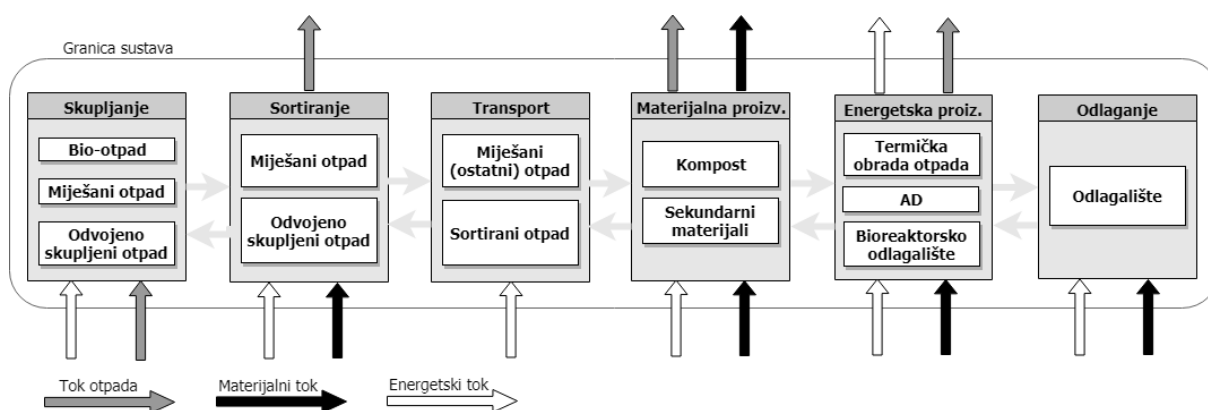 Granica sustava
Skupljanje
Bio-otpad
Miješani otpad
Odvojeno
skupljeni otpad
Sortiranje
Miješani otpad
Odvojeno
skupljeni otpad
Transport
Miješani
(ostatni) otpad
Sortirani otpad
Materijalna proizv.
Kompost
Sekundarni
materijali
Energetska proiz.
Termička
obrada otpada
AD
Bioreaktorsko
odlagalište
Odlaganje
Odlagalište
Tok otpada
Materijalni tok
Energetski tok